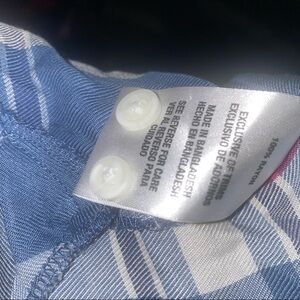 100% RAYON
EXCLUSIVE OF TRIMS
EXCLUSIVO DE ADORNOS
MADE IN BANGLADESH
HECHO EN BANGLADESH
SEE REVERSE FOR CARE
VER AL REVERSO PARA
CUIDADO